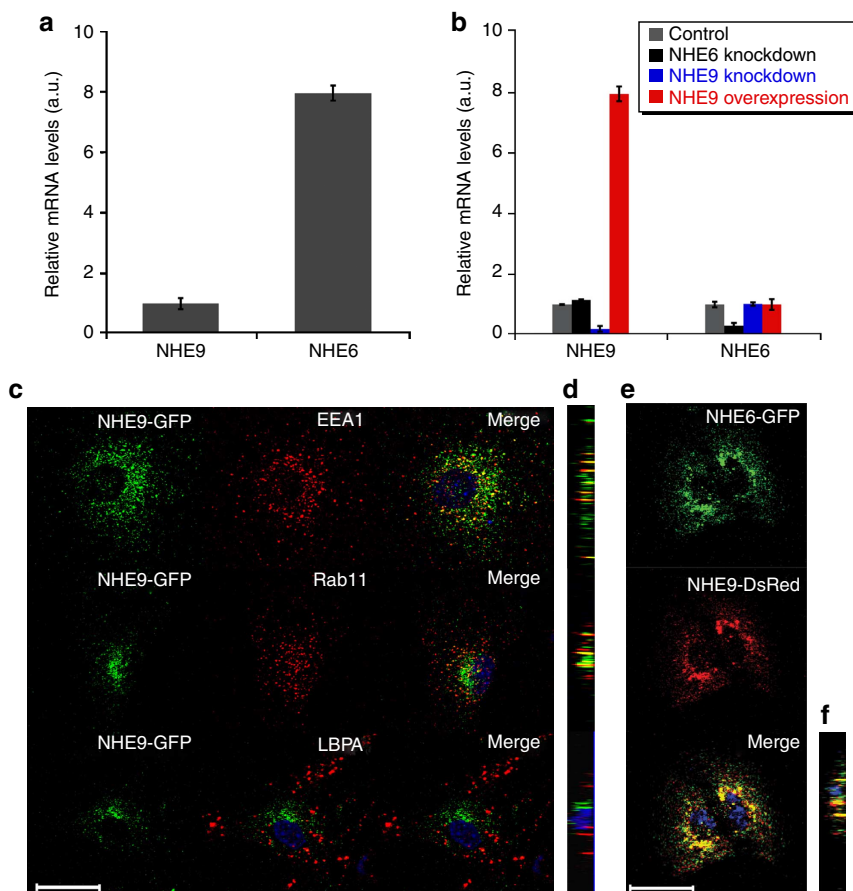 a
Relative mRNA levels (a.u.)
10
8
6
4
2
0
NHE9 NHE6
b
Relative mRNA levels (a.u.)
10
8
6
4
2
0
NHE9 NHE6
Control
NHE6 knockdown
NHE9 knockdown
NHE9 overexpression
c
NHE9-GFP EEA1 Merge
NHE9-GFP Rab11 Merge
NHE9-GFP LBPA Merge
d
e
NHE6-GFP
NHE9-DsRed
Merge
f